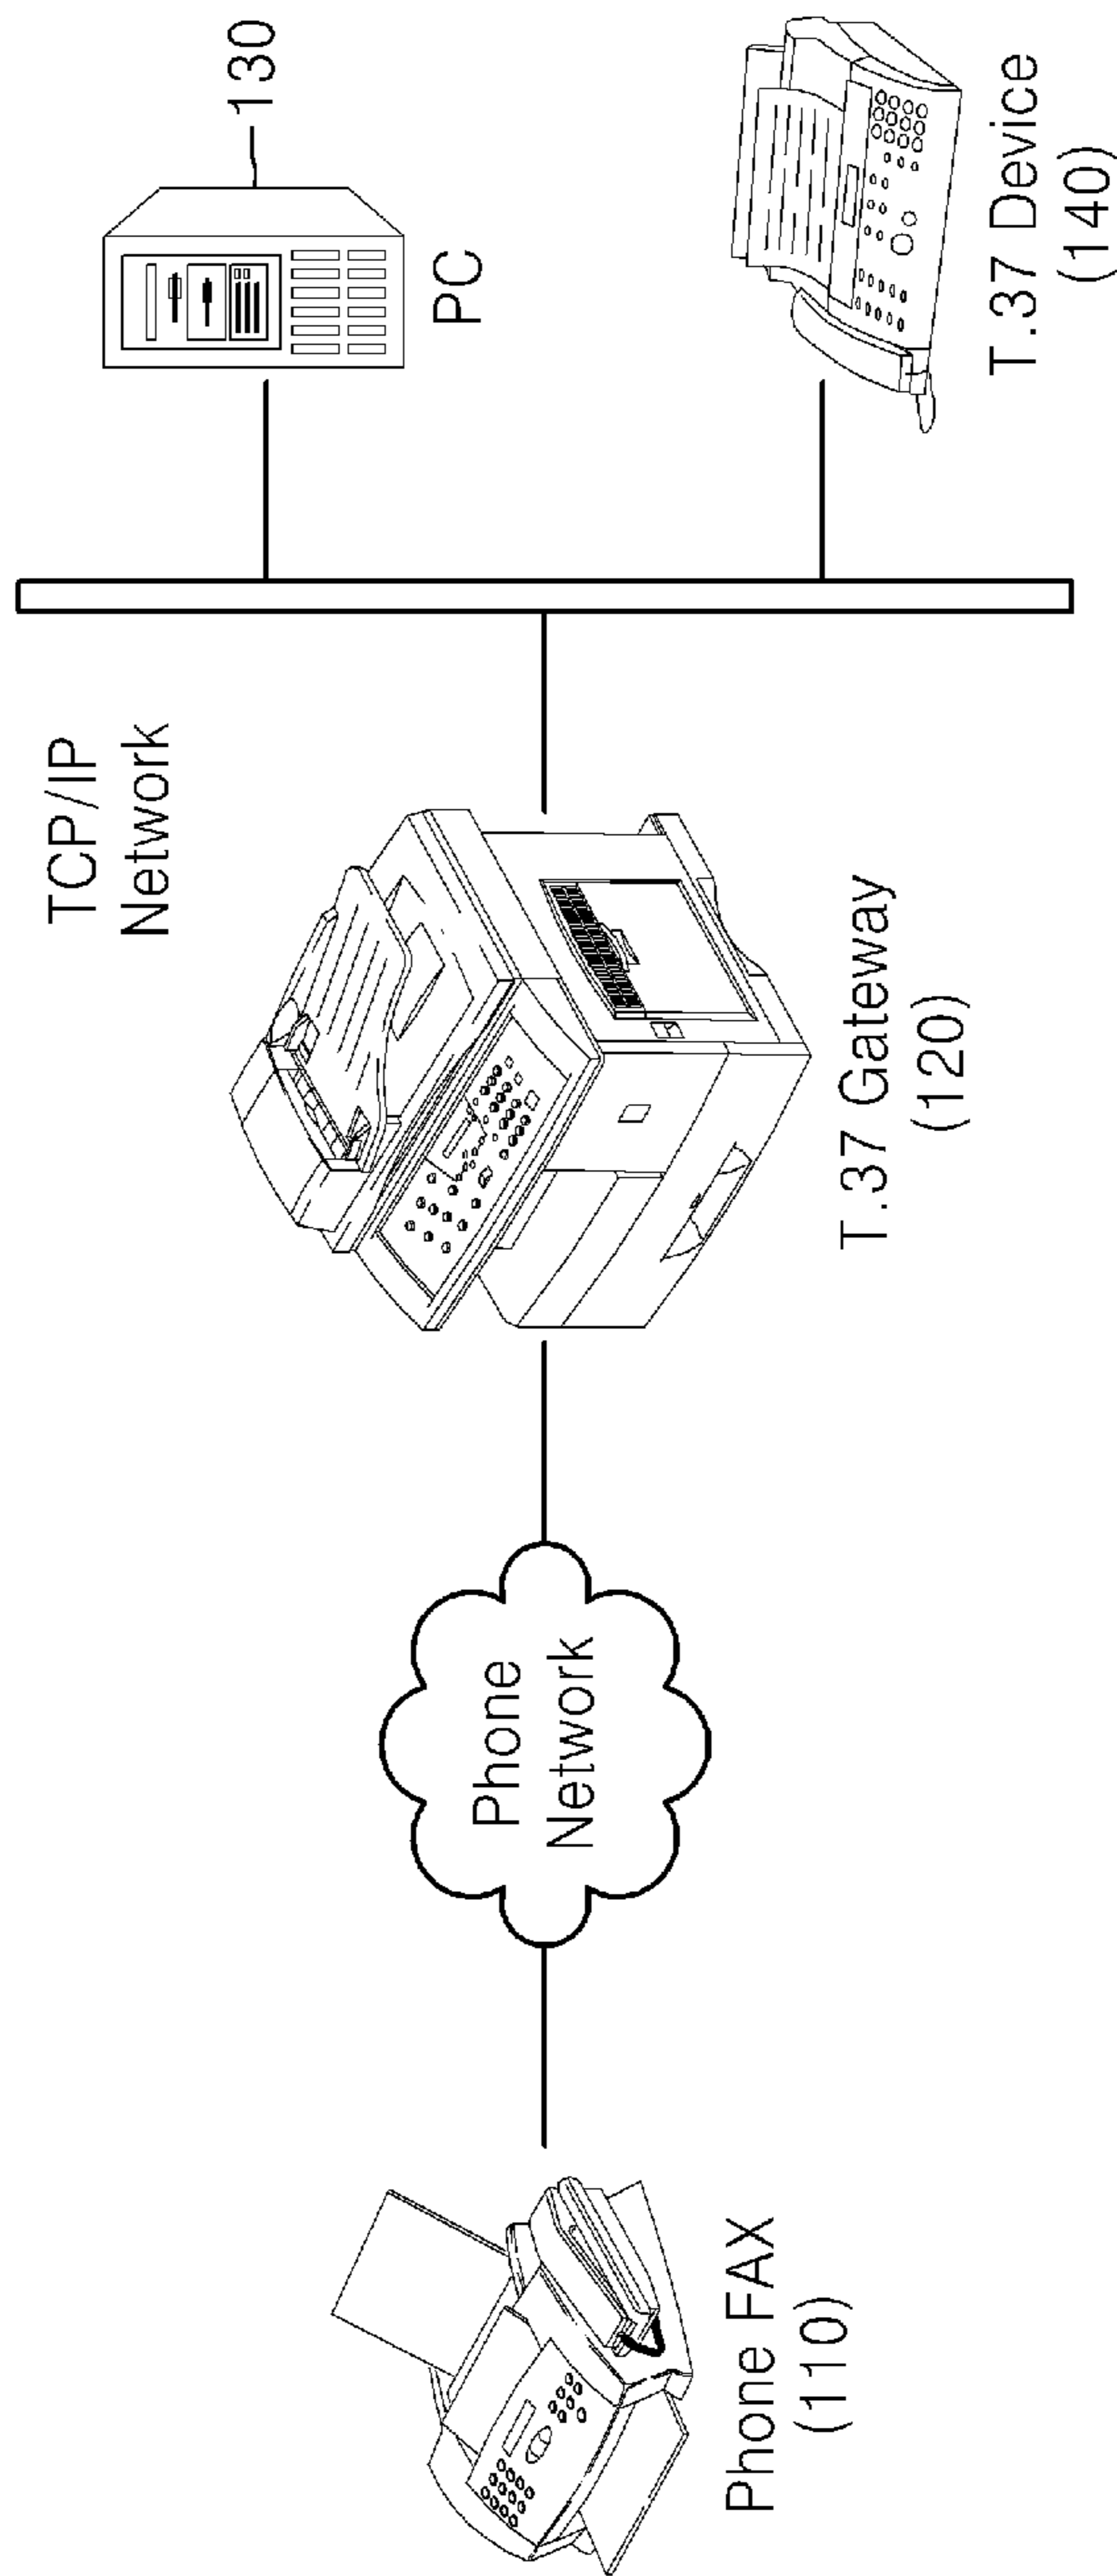 Phone FAX
(110)
Phone
Network
T.37 Gateway
(120)
TCP/IP
Network
130
PC
T.37 Device
(140)